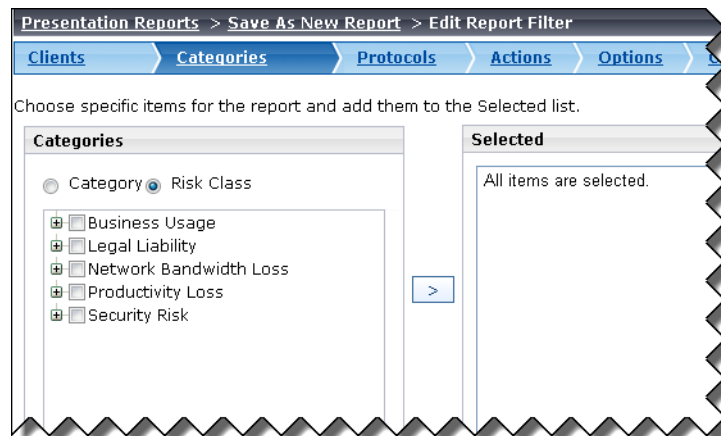 Presentation Reports > Save As New Report > Edit Report Filter
Clients Categories Protocols Actions Options
Choose specific items for the report and add them to the Selected list.
Categories
Selected
Category Risk Class
All items are selected.
Business Usage
Legal Liability
Network Bandwidth Loss
Productivity Loss
Security Risk
>